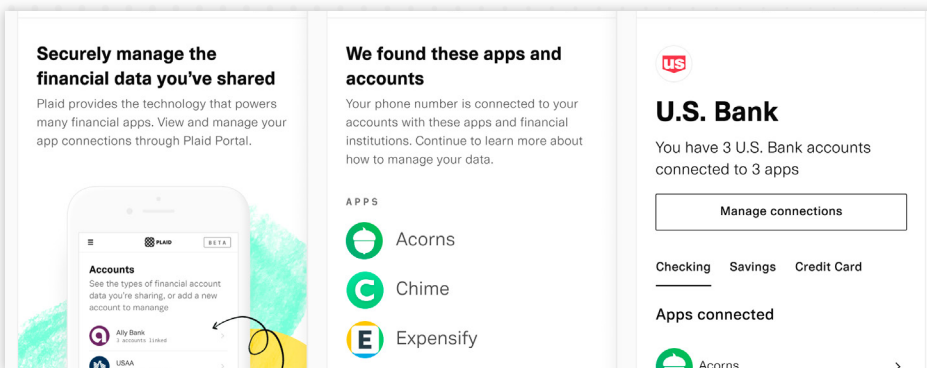 Securely manage the
financial data you've shared
Plaid provides the technology that powers
many financial apps. View and manage your
app connections through Plaid Portal.
PLAID
BETA
Accounts
See the types of financial account
data you're sharing, or add a new
account to manange
Ally Bank
3 accounts linked
USAA
We found these apps and
accounts
Your phone number is connected to your
accounts with these apps and financial
institutions. Continue to learn more about
how to manage your data.
APPS
Acorns
C
Chime
E
Expensify
us
U.S. Bank
You have 3 U.S. Bank accounts
connected to 3 apps
Manage connections
Checking Savings Credit Card
Apps connected
Acorns